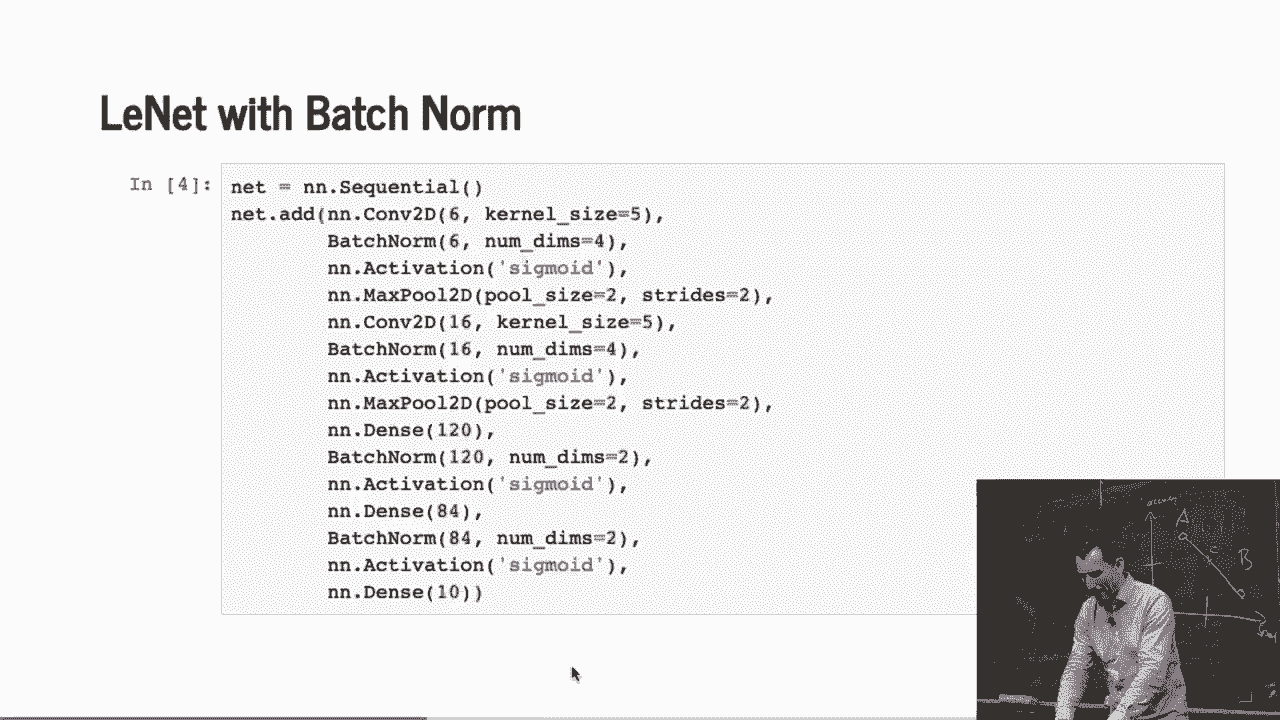 LeNet with Batch Norm
In [4]:
net = nn.Sequential()
net.add(nn.Conv2D(6, kernel_size=5),
BatchNorm(6, num_dims=4),
nn.Activation('sigmoid'),
nn.MaxPool2D(pool_size=2, strides=2),
nn.Conv2D(16, kernel_size=5),
BatchNorm(16, num_dims=4),
nn.Activation('sigmoid'),
nn.MaxPool2D(pool_size=2, strides=2),
nn.Dense(120),
BatchNorm(120, num_dims=2),
nn.Activation('sigmoid'),
nn.Dense(84),
BatchNorm(84, num_dims=2),
nn.Activation('sigmoid'),
nn.Dense(10))
A
C
B